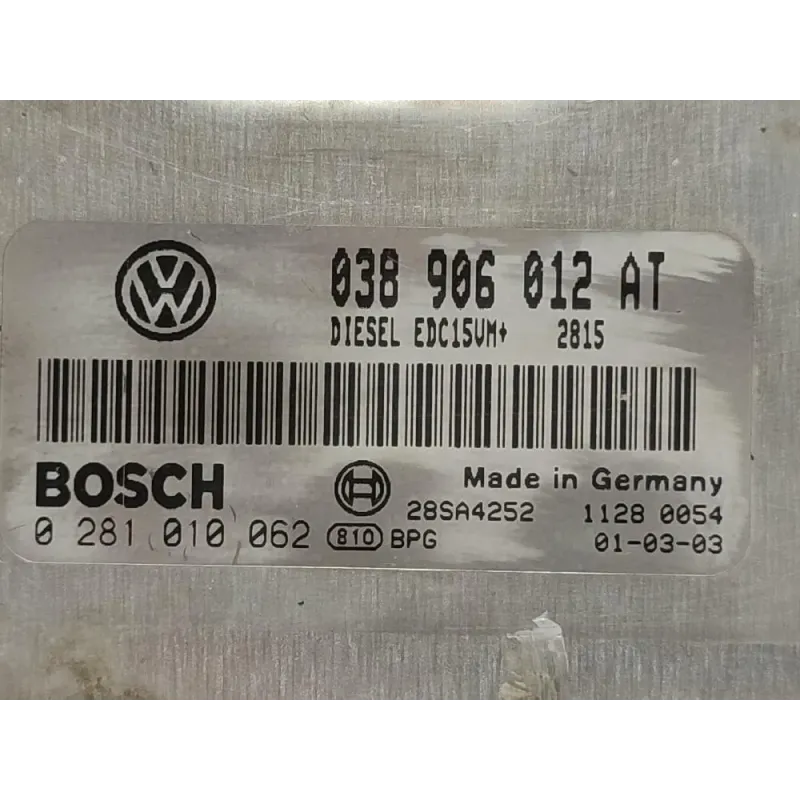 038 906 012 AT
DIESEL EDC15VM+ 2815
BOSCH
Made in Germany
28SA4252 1128 0054
0 281 010 062 810 BPG 01-03-03